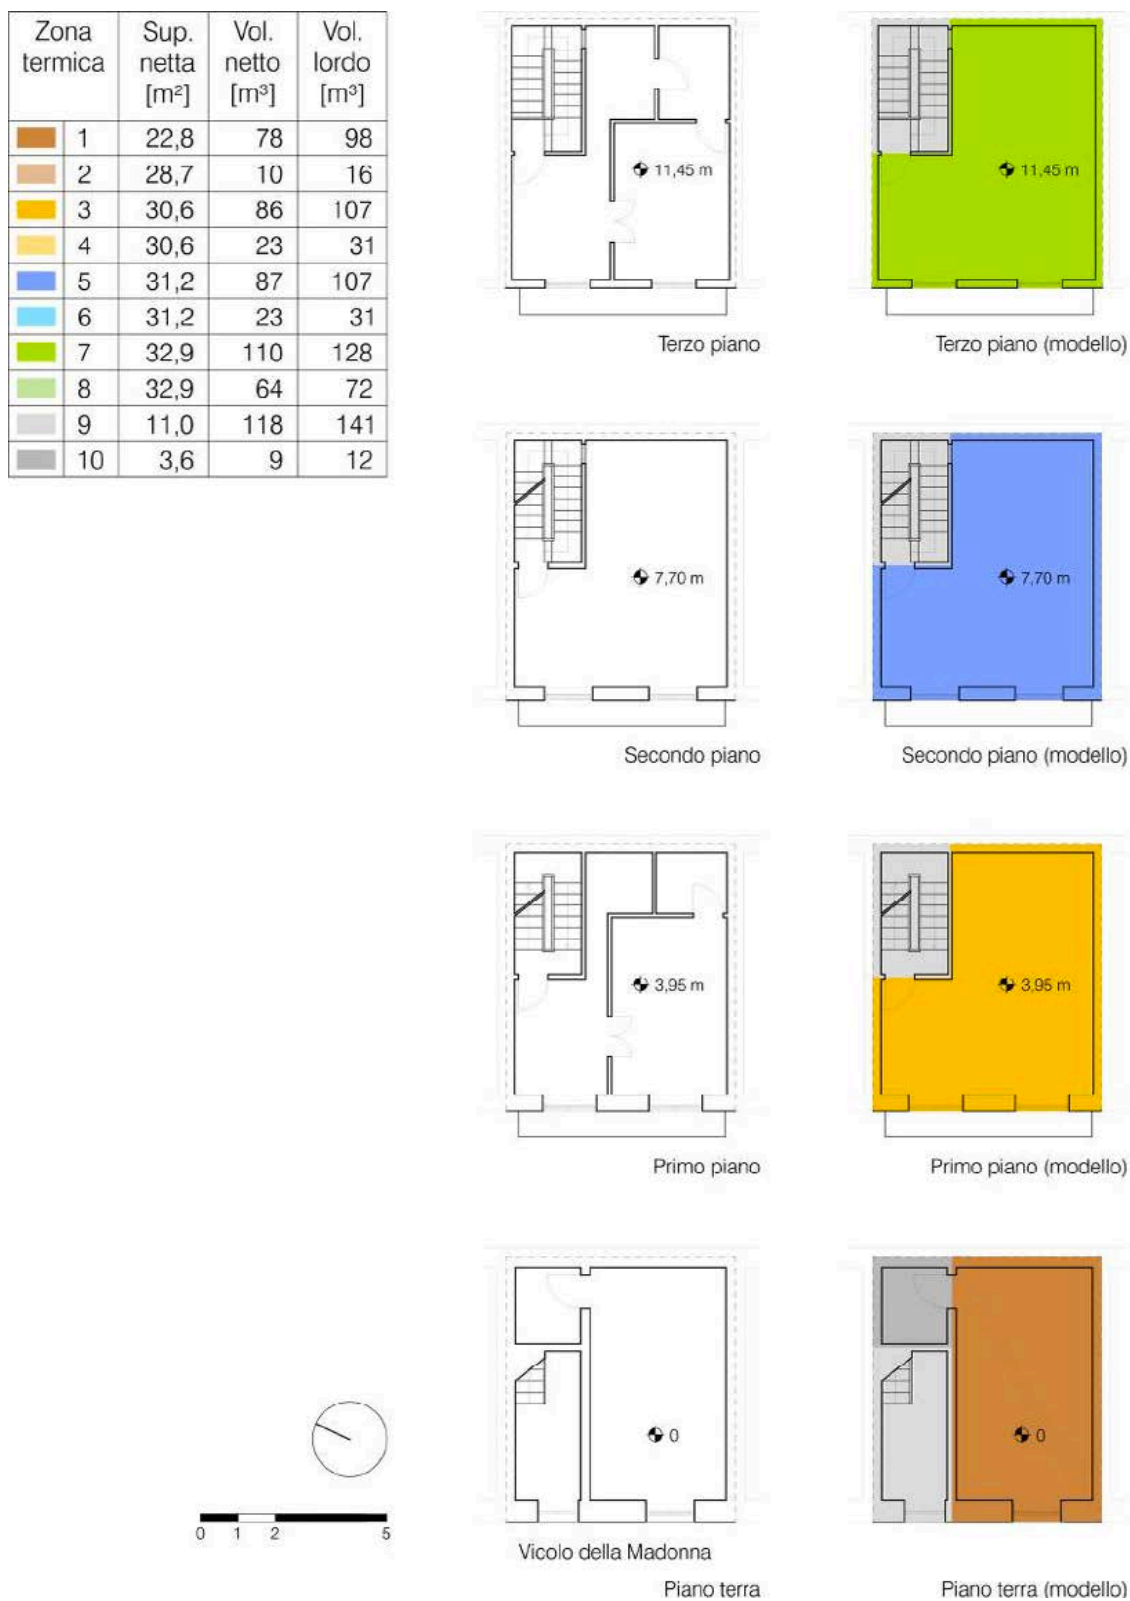 Zona termica Sup. netta [m²] Vol. netto [m³] Vol. lordo [m³]
1 22,8 78 98
2 28,7 10 16
3 30,6 86 107
4 30,6 23 31
5 31,2 87 107
6 31,2 23 31
7 32,9 110 128
8 32,9 64 72
9 11,0 118 141
10 3,6 9 12
11,45 m
11,45 m
Terzo piano
Terzo piano (modello)
7,70 m
7,70 m
Secondo piano
Secondo piano (modello)
3,95 m
3,95 m
Primo piano
Primo piano (modello)
0
0
0 1 2 5
Vicolo della Madonna
Piano terra
Piano terra (modello)